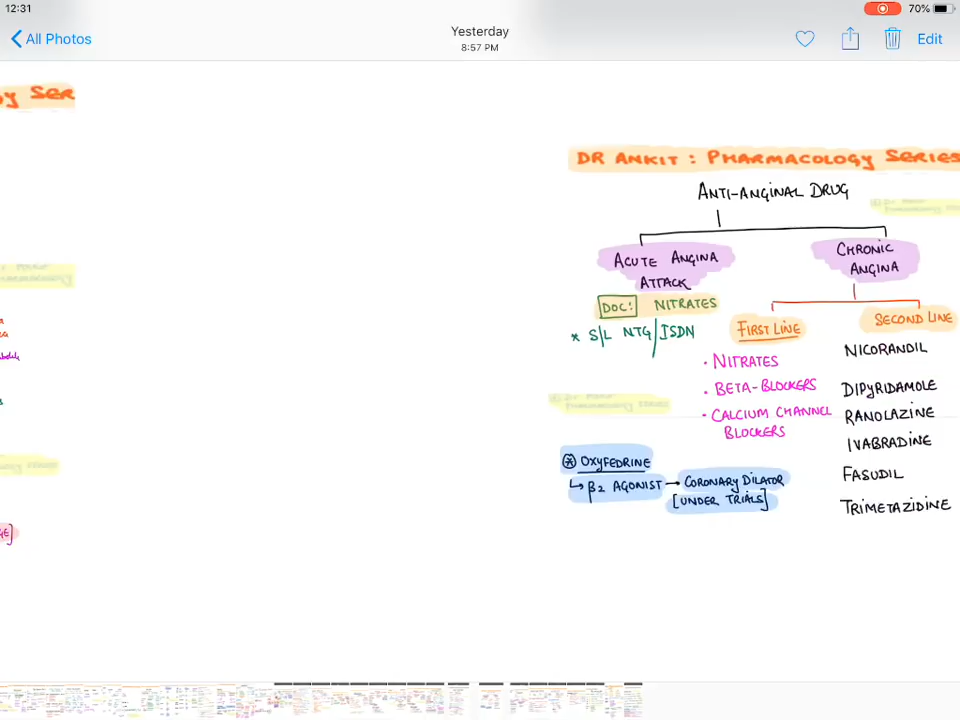 12:31
70%
All Photos
Yesterday
8:57 PM
Edit
DR ANKIT : PHARMACOLOGY SERIES
ANTI-ANGINAL DRUG
ACUTE ANGINA
ATTACK
DOC: NITRATES
* S/L NTG/ISDN
CHRONIC
ANGINA
FIRST LINE
• NITRATES
• BETA-BLOCKERS
• CALCIUM CHANNEL
BLOCKERS
SECOND LINE
NICORANDIL
DIPYRIDAMOLE
RANOLAZINE
IVABRADINE
FASUDIL
TRIMETAZIDINE
* OXYFEDRINE
↳ β2 AGONIST → CORONARY DILATOR
[UNDER TRIALS]